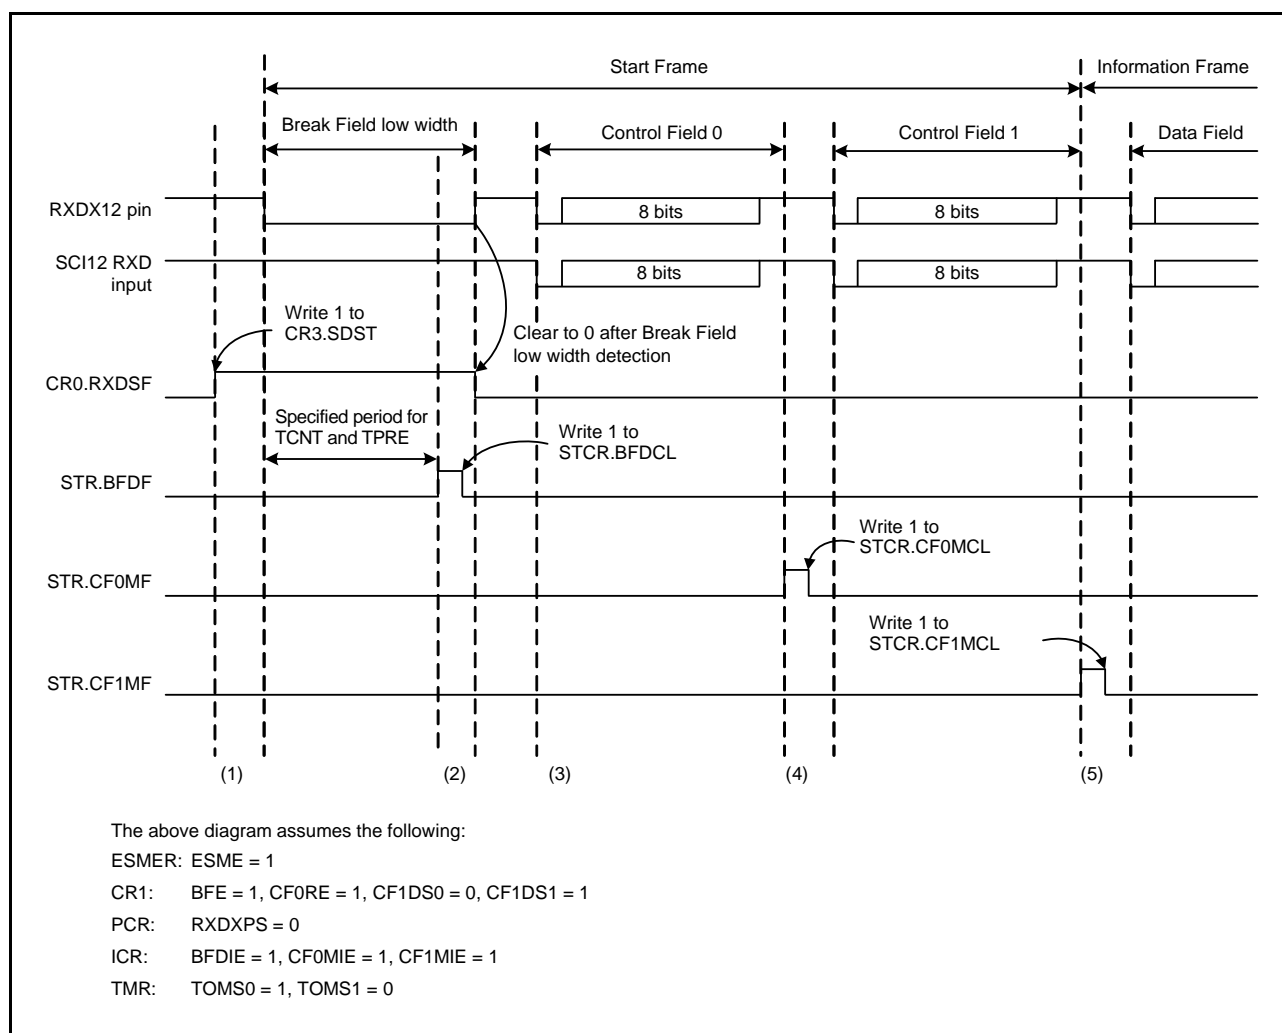 Start Frame
Information Frame
Break Field low width
Control Field 0
Control Field 1
Data Field
RXDX12 pin
8 bits
8 bits
SCI12 RXD
input
8 bits
8 bits
Write 1 to
CR3.SDST
Clear to 0 after Break Field
low width detection
CR0.RXDSF
Specified period for
TCNT and TPRE
Write 1 to
STCR.BFDCL
STR.BFDF
Write 1 to
STCR.CF0MCL
STR.CF0MF
Write 1 to
STCR.CF1MCL
STR.CF1MF
(1)
(2)
(3)
(4)
(5)
The above diagram assumes the following:
ESMER: ESME = 1
CR1: BFE = 1, CF0RE = 1, CF1DS0 = 0, CF1DS1 = 1
PCR: RXDXPS = 0
ICR: BFDIE = 1, CF0MIE = 1, CF1MIE = 1
TMR: TOMS0 = 1, TOMS1 = 0